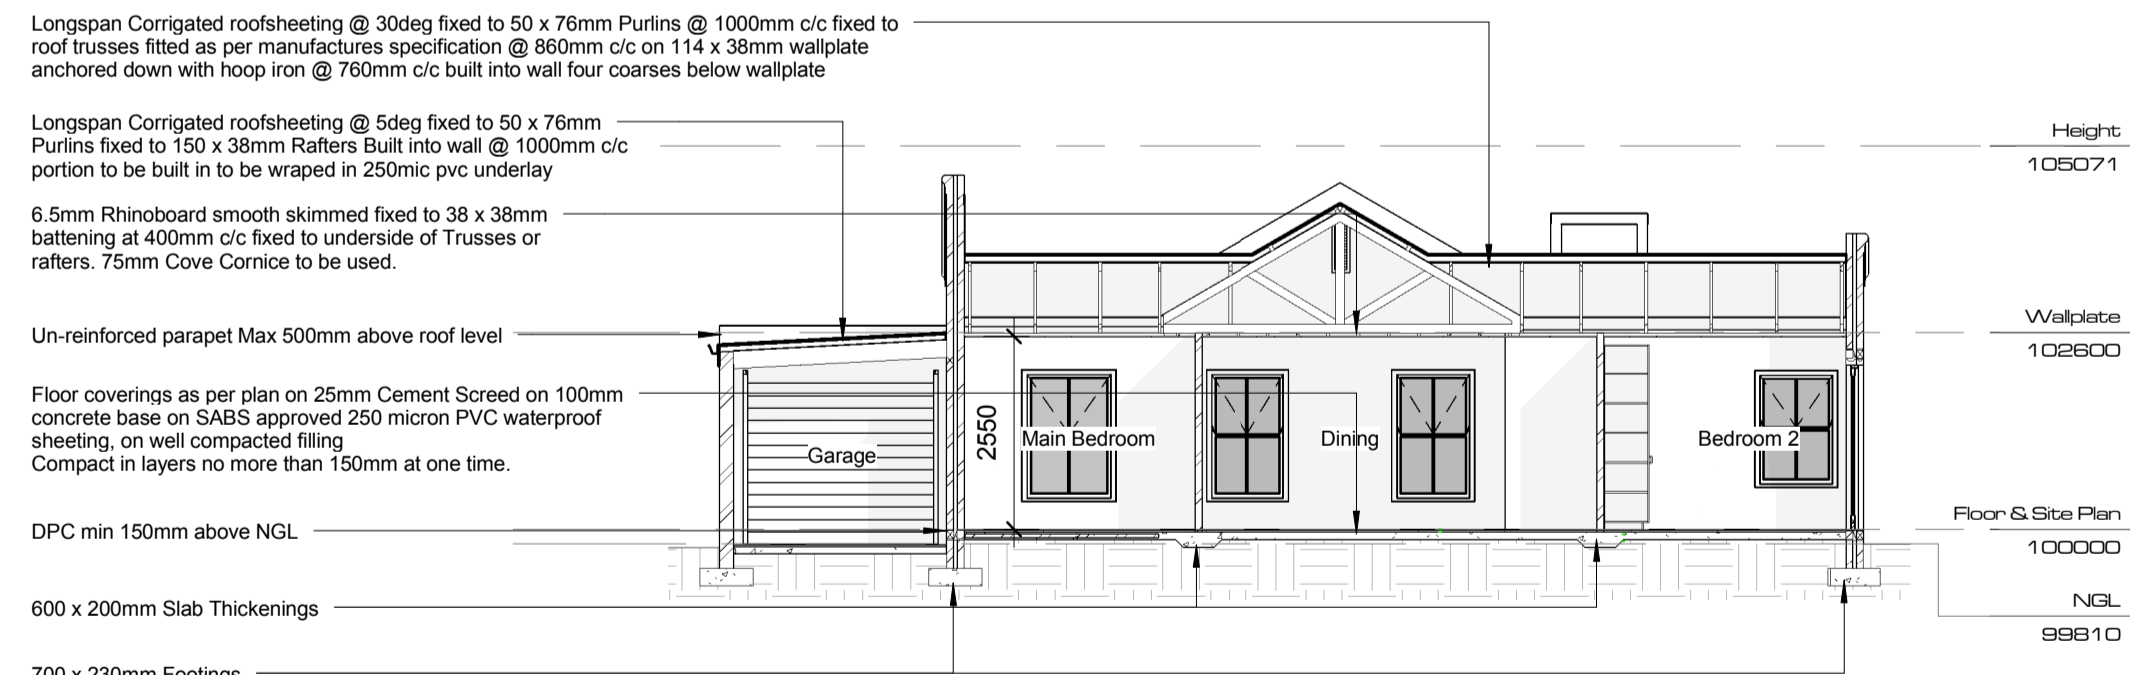 Longspan Corrigated roofsheeting @ 30deg fixed to 50 x 76mm Purlins @ 1000mm c/c fixed to
roof trusses fitted as per manufactures specification @ 860mm c/c on 114 x 38mm wallplate
anchored down with hoop iron @ 760mm c/c built into wall four coarses below wallplate
Longspan Corrigated roofsheeting @ 5deg fixed to 50 x 76mm
Purlins fixed to 150 x 38mm Rafters Built into wall @ 1000mm c/c
portion to be built in to be wraped in 250mic pvc underlay
6.5mm Rhinoboard smooth skimmed fixed to 38 x 38mm
battening at 400mm c/c fixed to underside of Trusses or
rafters. 75mm Cove Cornice to be used.
Un-reinforced parapet Max 500mm above roof level
Floor coverings as per plan on 25mm Cement Screed on 100mm
concrete base on SABS approved 250 micron PVC waterproof
sheeting, on well compacted filling
Compact in layers no more than 150mm at one time.
DPC min 150mm above NGL
600 x 200mm Slab Thickenings
700 x 230mm Footings
Garage
2550
Main Bedroom
Dining
Bedroom 2
Height
105071
Wallplate
102600
Floor & Site Plan
100000
NGL
99810